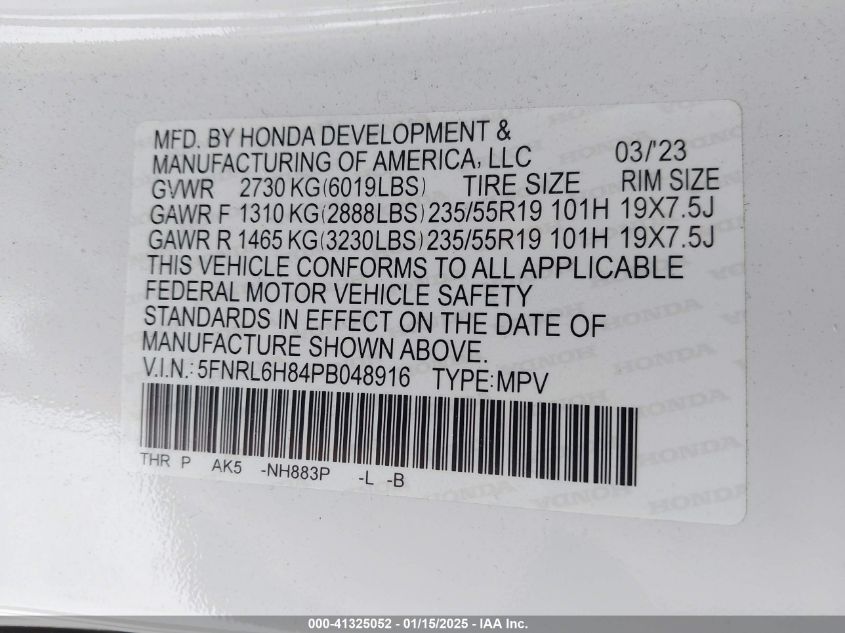 MFD. BY HONDA DEVELOPMENT &
MANUFACTURING OF AMERICA, LLC 03/'23
GVWR 2730 KG(6019LBS) TIRE SIZE RIM SIZE
GAWR F 1310 KG(2888LBS) 235/55R19 101H 19X7.5J
GAWR R 1465 KG(3230LBS) 235/55R19 101H 19X7.5J
THIS VEHICLE CONFORMS TO ALL APPLICABLE
FEDERAL MOTOR VEHICLE SAFETY
STANDARDS IN EFFECT ON THE DATE OF
MANUFACTURE SHOWN ABOVE.
V.I.N.: 5FNRL6H84PB048916 TYPE:MPV
THR P AK5 -NH883P -L -B
000-41325052 - 01/15/2025 - IAA Inc.